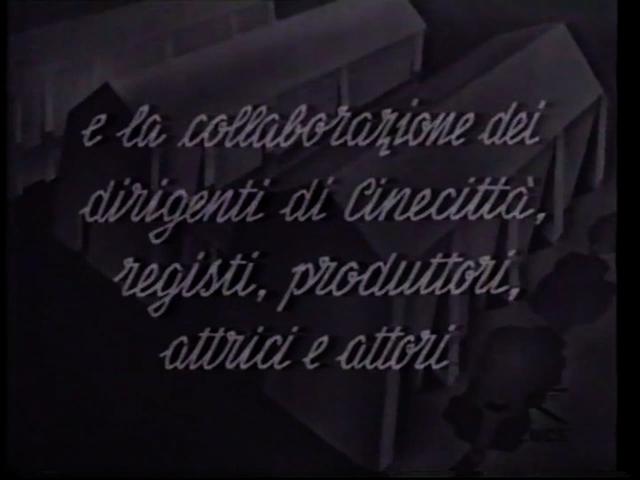 e la collaborazione dei
dirigenti di Cinecittà,
registi, produttori,
attrici e attori